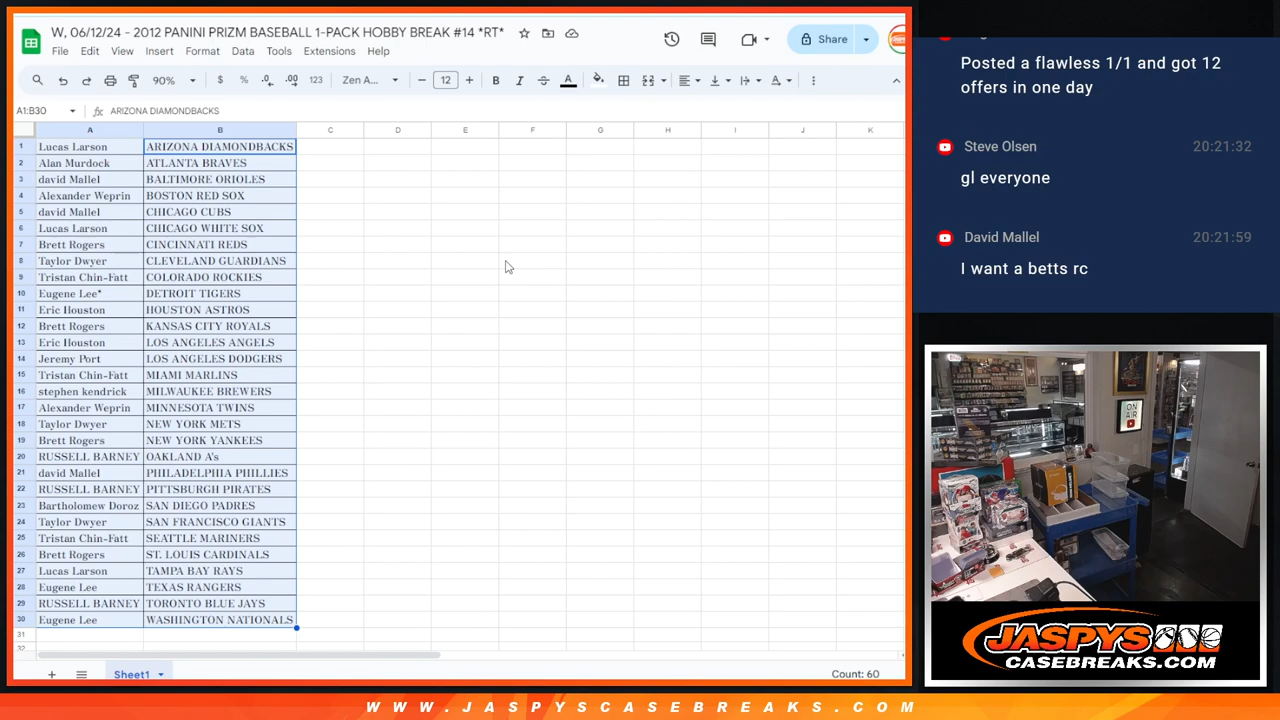 W, 06/12/24 - 2012 PANINI PRIZM BASEBALL 1-PACK HOBBY BREAK #14 *RT*
File Edit View Insert Format Data Tools Extensions Help
Share
90% $ % .0 .00 123 Zen A... 12 B I A
A1:B30 fx ARIZONA DIAMONDBACKS
A B C D E F G H I J K
1 Lucas Larson ARIZONA DIAMONDBACKS
2 Alan Murdock ATLANTA BRAVES
3 david Mallel BALTIMORE ORIOLES
4 Alexander Weprin BOSTON RED SOX
5 david Mallel CHICAGO CUBS
6 Lucas Larson CHICAGO WHITE SOX
7 Brett Rogers CINCINNATI REDS
8 Taylor Dwyer CLEVELAND GUARDIANS
9 Tristan Chin-Fatt COLORADO ROCKIES
10 Eugene Lee* DETROIT TIGERS
11 Eric Houston HOUSTON ASTROS
12 Brett Rogers KANSAS CITY ROYALS
13 Eric Houston LOS ANGELES ANGELS
14 Jeremy Port LOS ANGELES DODGERS
15 Tristan Chin-Fatt MIAMI MARLINS
16 stephen kendrick MILWAUKEE BREWERS
17 Alexander Weprin MINNESOTA TWINS
18 Taylor Dwyer NEW YORK METS
19 Brett Rogers NEW YORK YANKEES
20 RUSSELL BARNEY OAKLAND A's
21 david Mallel PHILADELPHIA PHILLIES
22 RUSSELL BARNEY PITTSBURGH PIRATES
23 Bartholomew Doroz SAN DIEGO PADRES
24 Taylor Dwyer SAN FRANCISCO GIANTS
25 Tristan Chin-Fatt SEATTLE MARINERS
26 Brett Rogers ST. LOUIS CARDINALS
27 Lucas Larson TAMPA BAY RAYS
28 Eugene Lee TEXAS RANGERS
29 RUSSELL BARNEY TORONTO BLUE JAYS
30 Eugene Lee WASHINGTON NATIONALS
31
32
Sheet1
Count: 60
Posted a flawless 1/1 and got 12
offers in one day
Steve Olsen 20:21:32
gl everyone
David Mallel 20:21:59
I want a betts rc
ON
AIR
JASPYS
CASEBREAKS.COM
WWW.JASPYSCASEBREAKS.COM